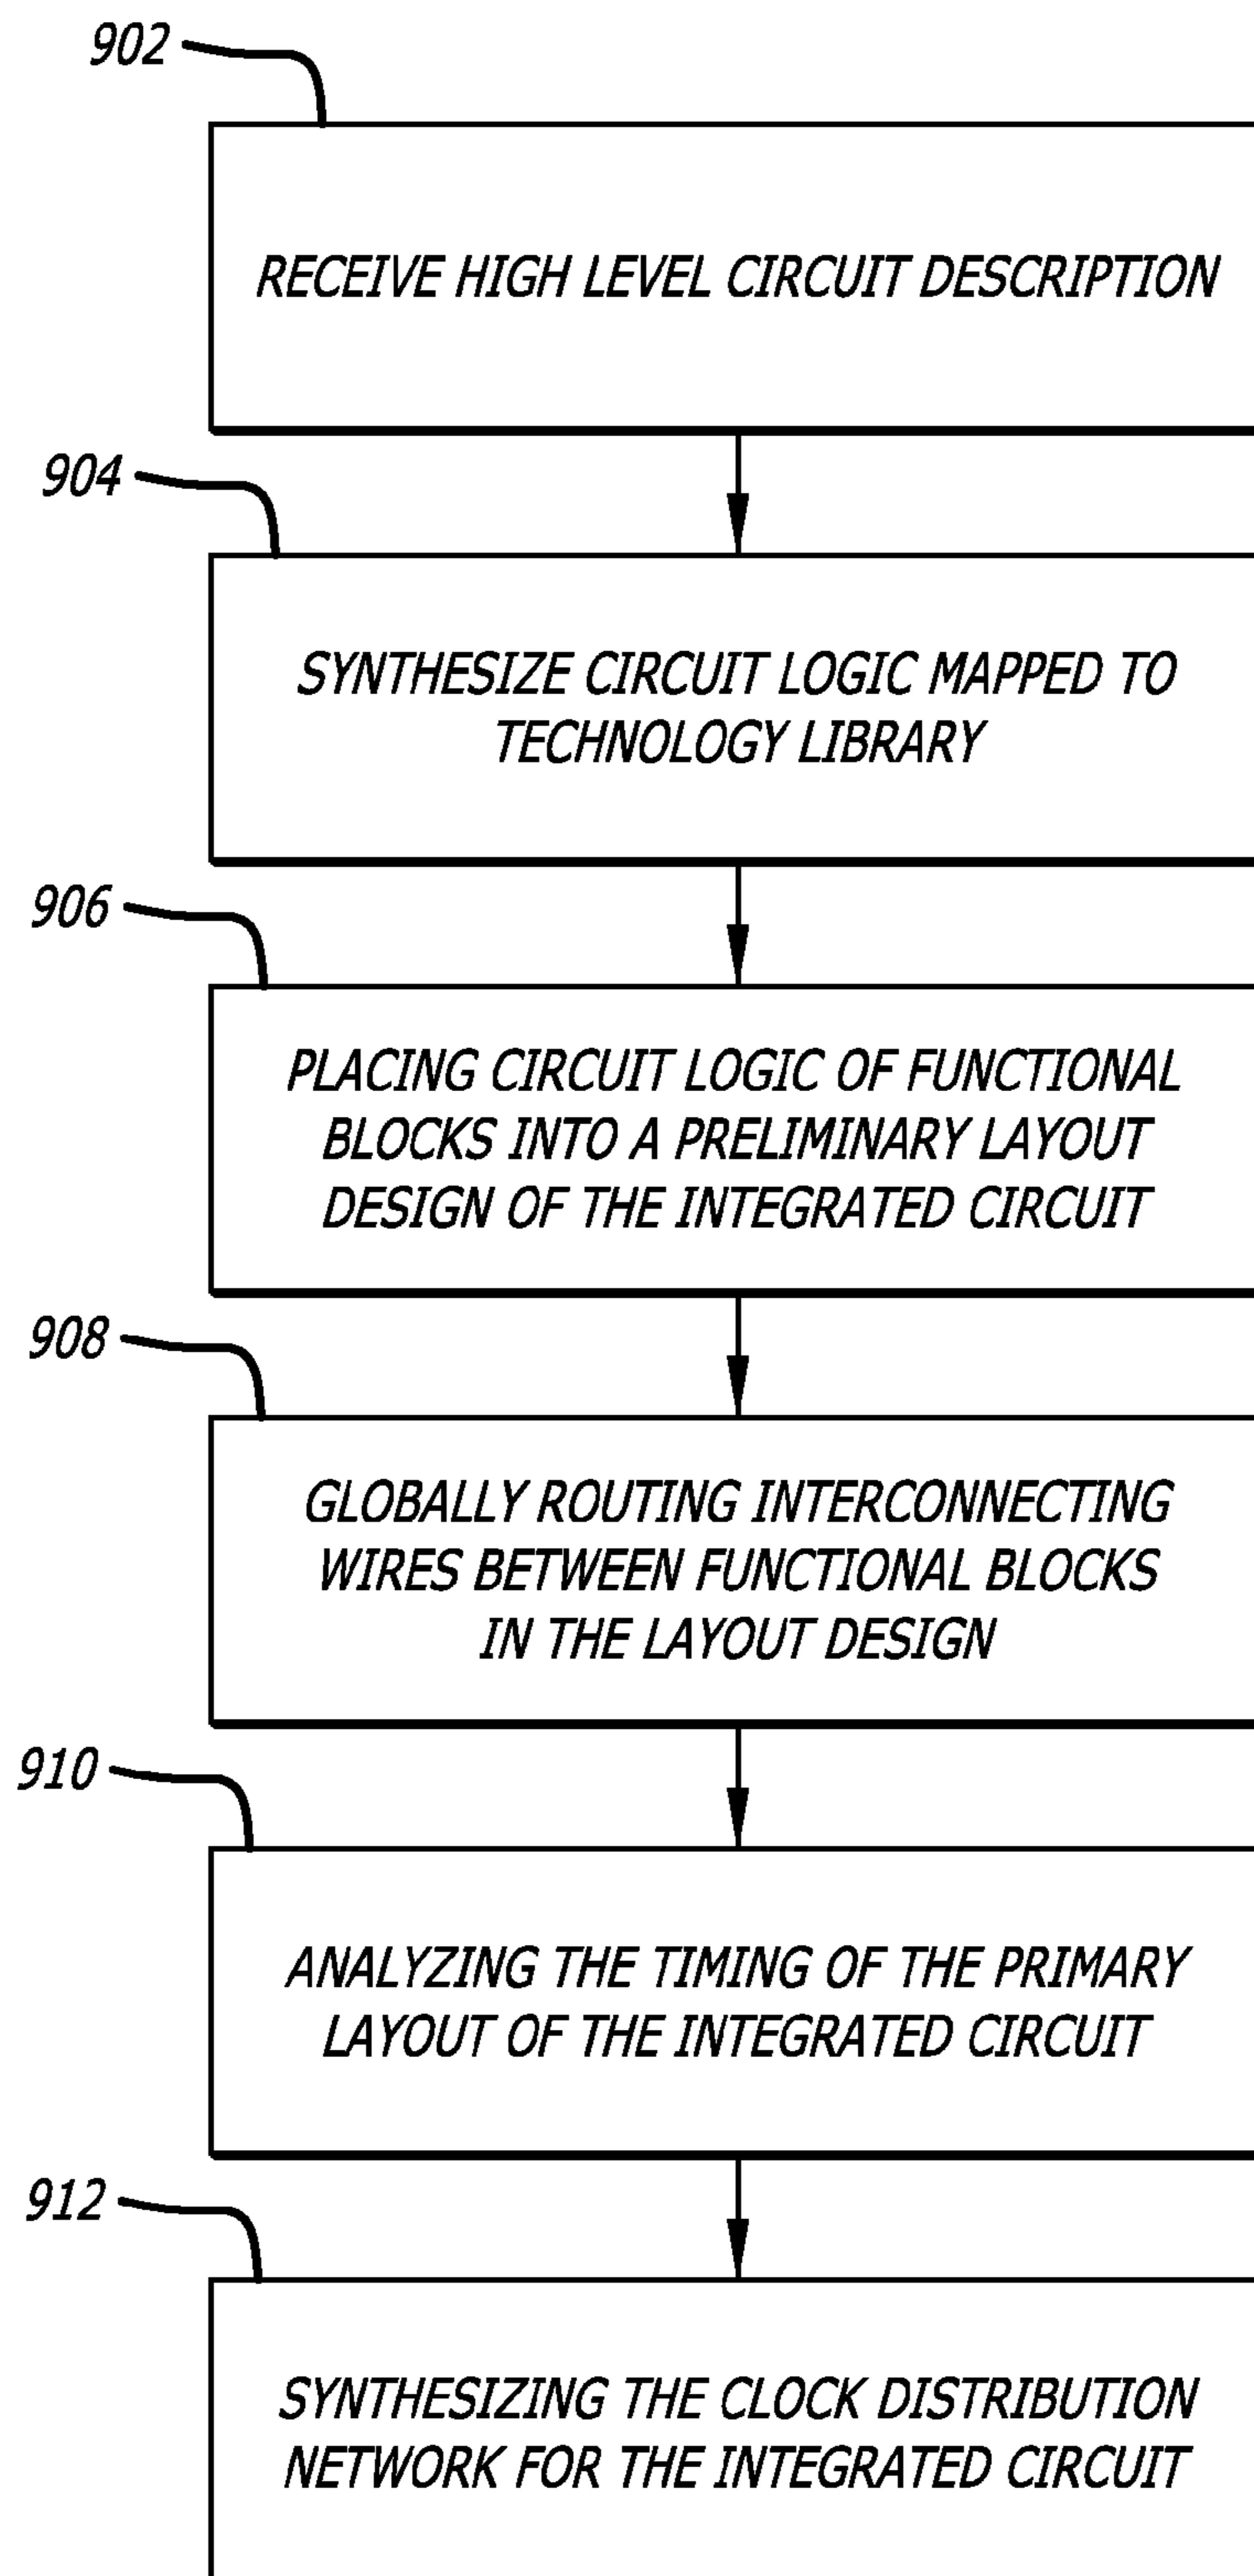 902
RECEIVE HIGH LEVEL CIRCUIT DESCRIPTION
904
SYNTHESIZE CIRCUIT LOGIC MAPPED TO
TECHNOLOGY LIBRARY
906
PLACING CIRCUIT LOGIC OF FUNCTIONAL
BLOCKS INTO A PRELIMINARY LAYOUT
DESIGN OF THE INTEGRATED CIRCUIT
908
GLOBALLY ROUTING INTERCONNECTING
WIRES BETWEEN FUNCTIONAL BLOCKS
IN THE LAYOUT DESIGN
910
ANALYZING THE TIMING OF THE PRIMARY
LAYOUT OF THE INTEGRATED CIRCUIT
912
SYNTHESIZING THE CLOCK DISTRIBUTION
NETWORK FOR THE INTEGRATED CIRCUIT